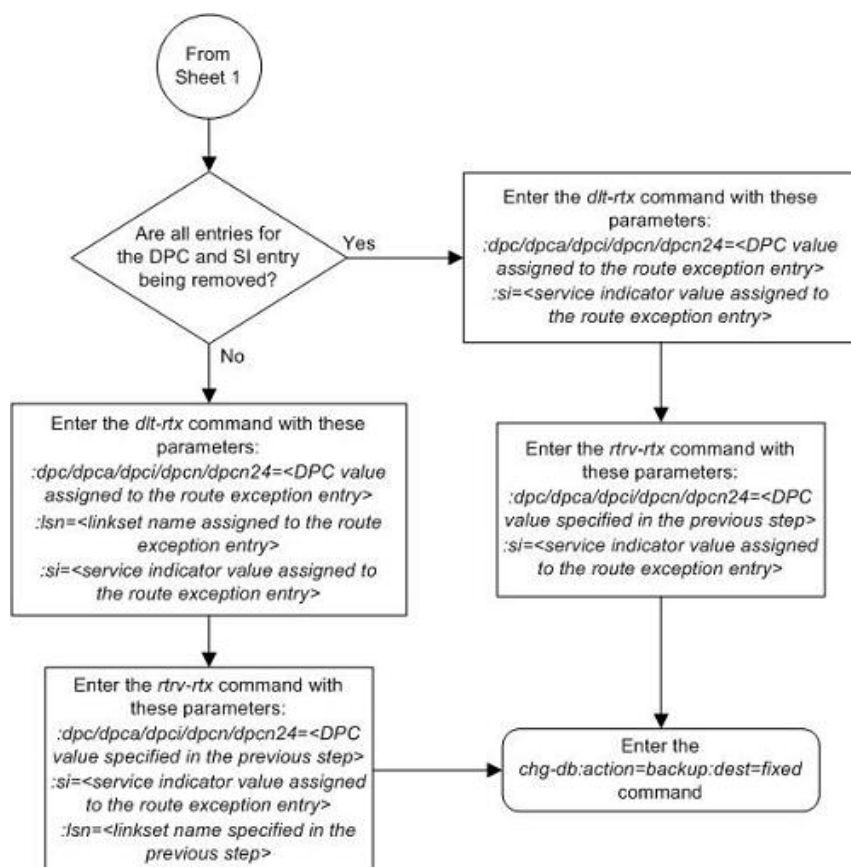 From
Sheet 1
Are all entries for
the DPC and SI entry
being removed?
Yes
No
Enter the dlt-rtx command with these
parameters:
:dpc/dpca/dpci/dpcn/dpcn24=<DPC value
assigned to the route exception entry>
:si=<service indicator value assigned to
the route exception entry>
Enter the dlt-rtx command with these
parameters:
:dpc/dpca/dpci/dpcn/dpcn24=<DPC value
assigned to the route exception entry>
:lsn=<linkset name assigned to the route
exception entry>
:si=<service indicator value assigned to
the route exception entry>
Enter the rtrv-rtx command with
these parameters:
:dpc/dpca/dpci/dpcn/dpcn24=<DPC
value specified in the previous step>
:si=<service indicator value assigned
to the route exception entry>
Enter the rtrv-rtx command with
these parameters:
:dpc/dpca/dpci/dpcn/dpcn24=<DPC
value specified in the previous step>
:si=<service indicator value assigned
to the route exception entry>
:lsn=<linkset name specified in the
previous step>
Enter the
chg-db:action=backup:dest=fixed
command